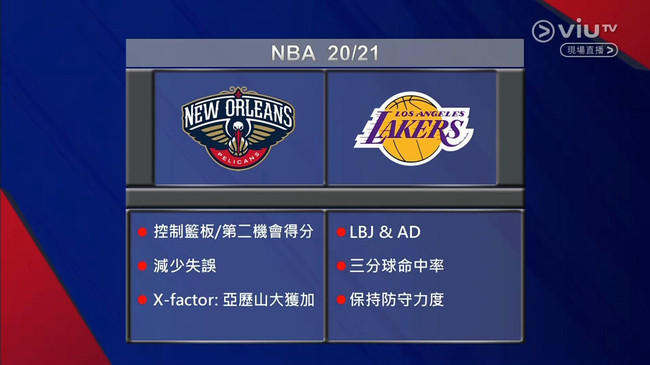 VIUTV
現場直播
NBA 20/21
NEW ORLEANS
PELICANS
LOS ANGELES
LAKERS
控制籃板/第二機會得分
減少失誤
X-factor: 亞歷山大獲加
LBJ & AD
三分球命中率
保持防守力度